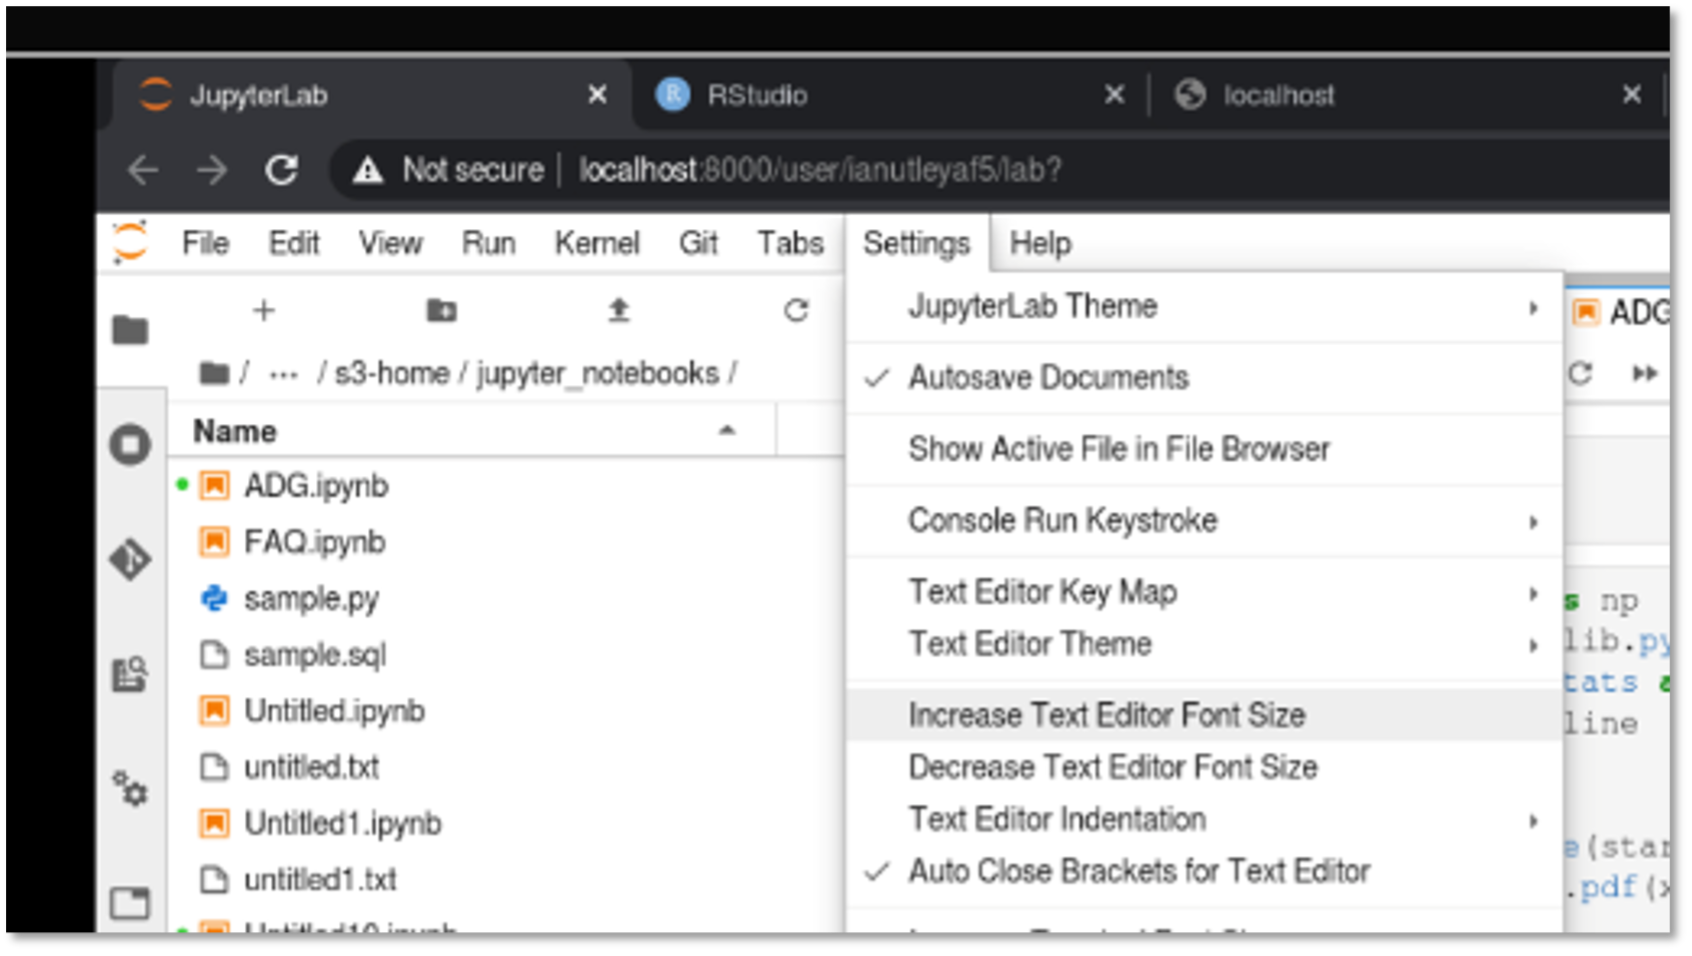 JupyterLab
RStudio
localhost
Not secure
localhost:8000/user/ianutleyaf5/lab?
File Edit View Run Kernel Git Tabs Settings Help
/ ... / s3-home / jupyter_notebooks /
Name
ADG.ipynb
FAQ.ipynb
sample.py
sample.sql
Untitled.ipynb
untitled.txt
Untitled1.ipynb
untitled1.txt
JupyterLab Theme
Autosave Documents
Show Active File in File Browser
Console Run Keystroke
Text Editor Key Map
Text Editor Theme
Increase Text Editor Font Size
Decrease Text Editor Font Size
Text Editor Indentation
Auto Close Brackets for Text Editor
ADG
s np
lib.py
tats a
line
e(star
.pdf(x